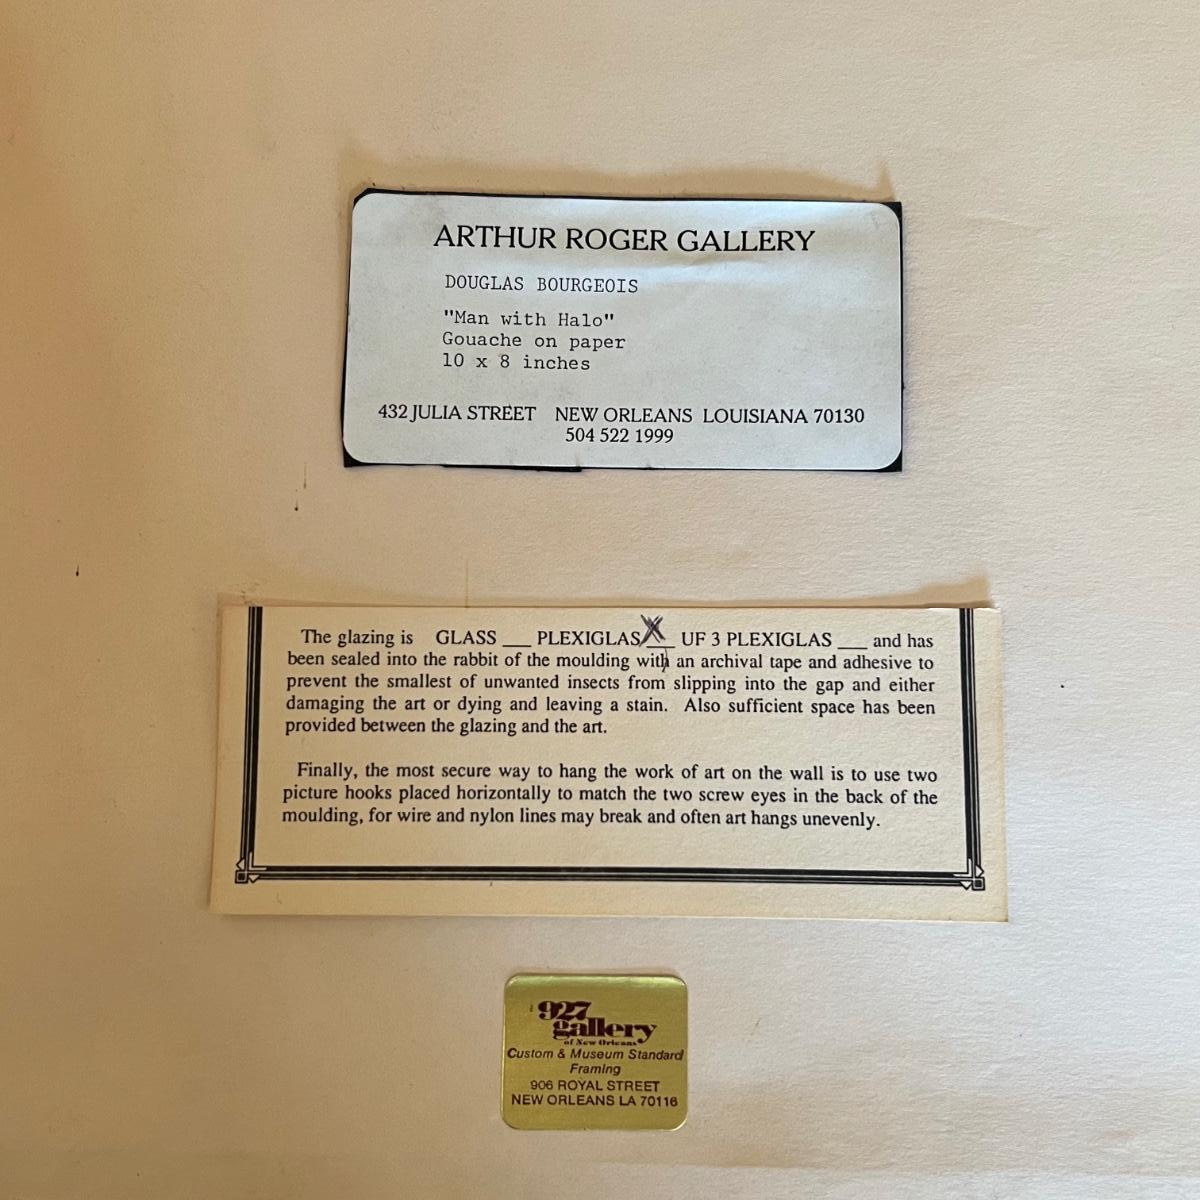 ARTHUR ROGER GALLERY
DOUGLAS BOURGEOIS
"Man with Halo"
Gouache on paper
10 x 8 inches
432 JULIA STREET NEW ORLEANS LOUISIANA 70130
504 522 1999
The glazing is GLASS ___ PLEXIGLAS _X_ UF 3 PLEXIGLAS ___ and has
been sealed into the rabbit of the moulding with an archival tape and adhesive to
prevent the smallest of unwanted insects from slipping into the gap and either
damaging the art or dying and leaving a stain. Also sufficient space has been
provided between the glazing and the art.
Finally, the most secure way to hang the work of art on the wall is to use two
picture hooks placed horizontally to match the two screw eyes in the back of the
moulding, for wire and nylon lines may break and often art hangs unevenly.
927
gallery
of New Orleans
Custom & Museum Standard
Framing
906 ROYAL STREET
NEW ORLEANS LA 70116